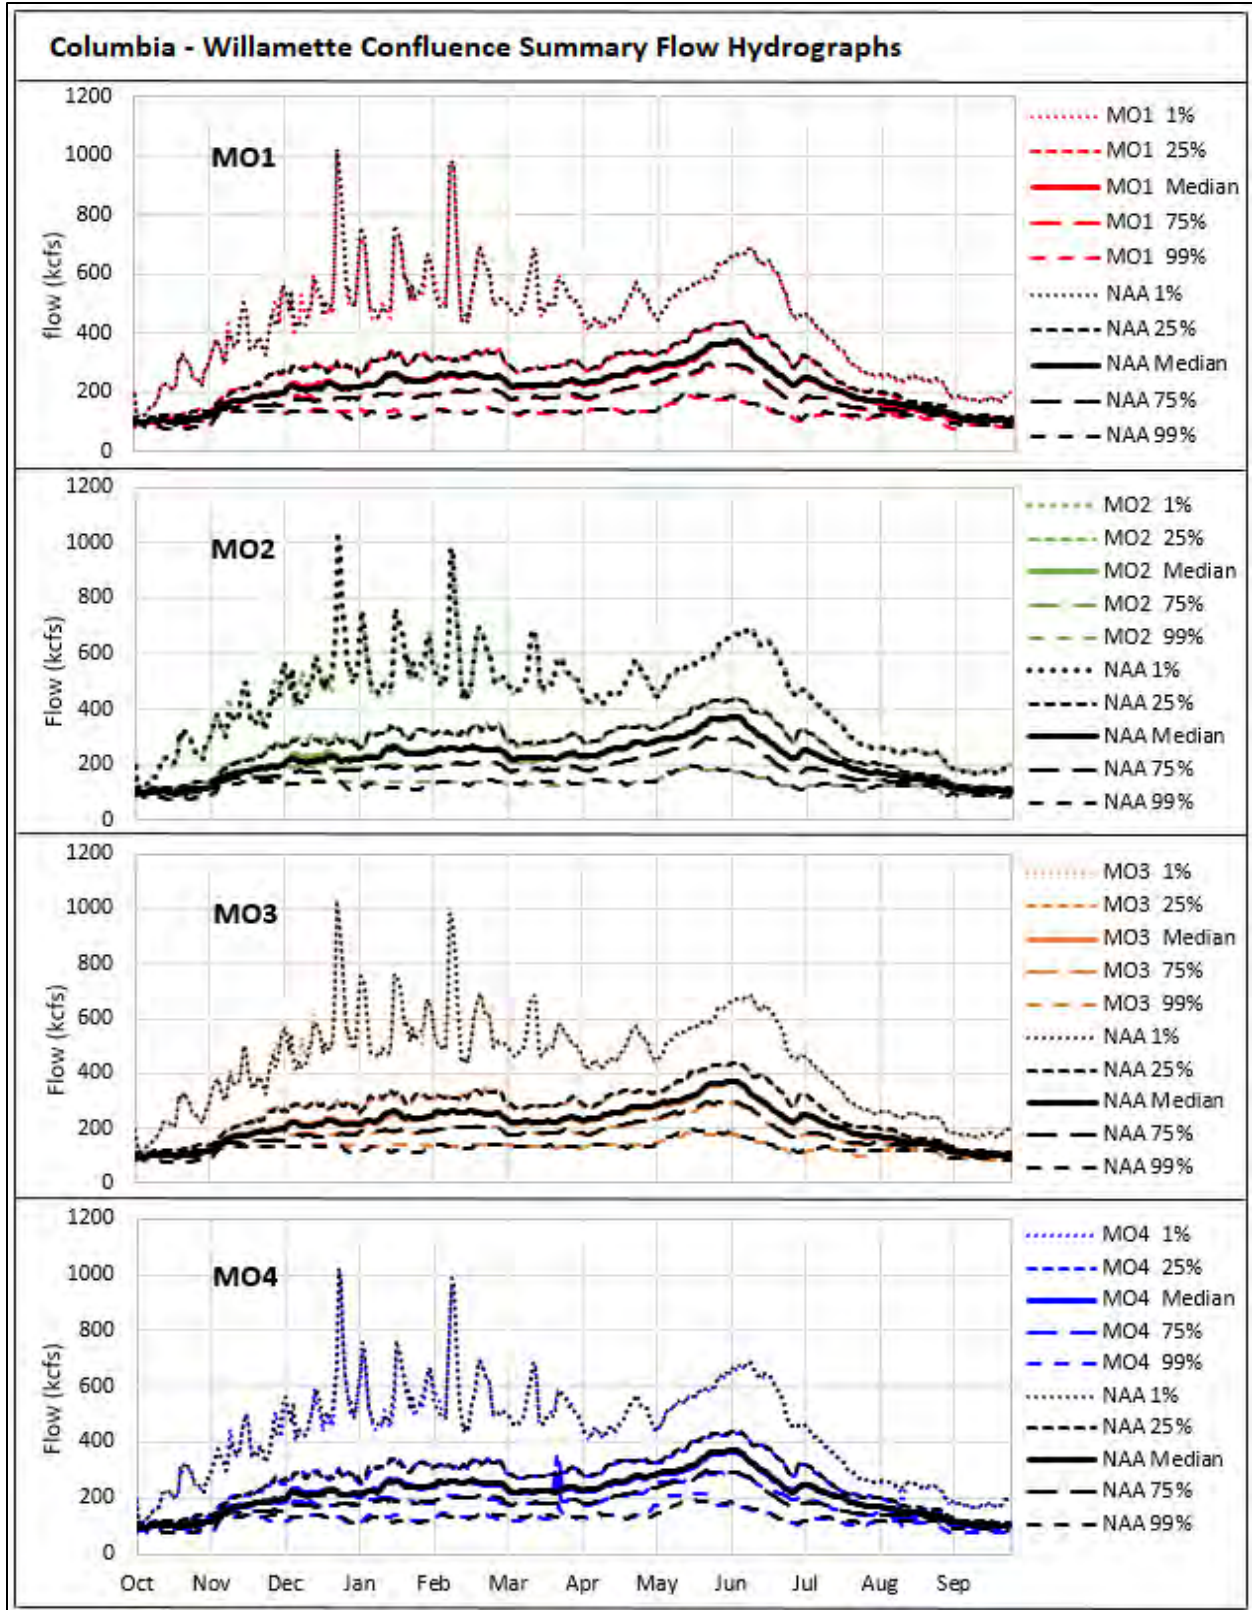 Columbia - Willamette Confluence Summary Flow Hydrographs
1200
1000
800
600
400
200
0
flow (kcfs)
MO1
MO1 1%
MO1 25%
MO1 Median
MO1 75%
MO1 99%
NAA 1%
NAA 25%
NAA Median
NAA 75%
NAA 99%
1200
1000
800
600
400
200
0
Flow (kcfs)
MO2
MO2 1%
MO2 25%
MO2 Median
MO2 75%
MO2 99%
NAA 1%
NAA 25%
NAA Median
NAA 75%
NAA 99%
1200
1000
800
600
400
200
0
Flow (kcfs)
MO3
MO3 1%
MO3 25%
MO3 Median
MO3 75%
MO3 99%
NAA 1%
NAA 25%
NAA Median
NAA 75%
NAA 99%
1200
1000
800
600
400
200
0
Flow (kcfs)
MO4
MO4 1%
MO4 25%
MO4 Median
MO4 75%
MO4 99%
NAA 1%
NAA 25%
NAA Median
NAA 75%
NAA 99%
Oct Nov Dec Jan Feb Mar Apr May Jun Jul Aug Sep